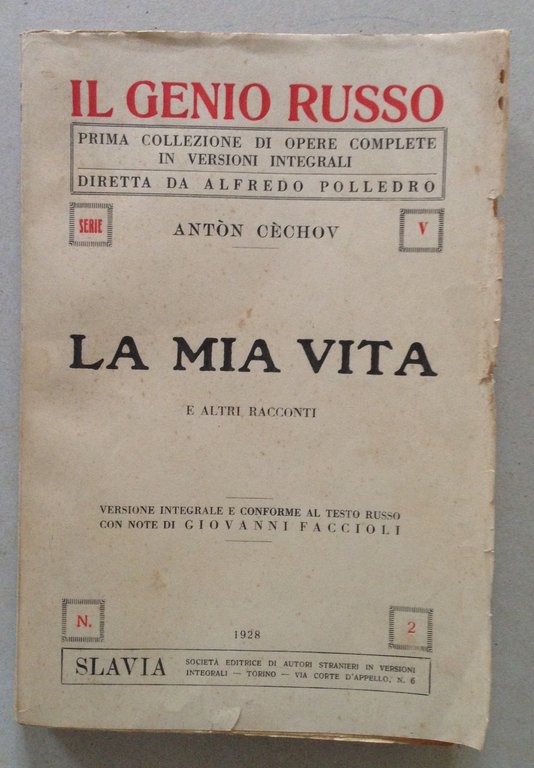 IL GENIO RUSSO
PRIMA COLLEZIONE DI OPERE COMPLETE
IN VERSIONI INTEGRALI
DIRETTA DA ALFREDO POLLEDRO
SERIE
ANTÒN CÈCHOV
V
LA MIA VITA
E ALTRI RACCONTI
VERSIONE INTEGRALE E CONFORME AL TESTO RUSSO
CON NOTE DI GIOVANNI FACCIOLI
N.
1928
2
SLAVIA
SOCIETÀ EDITRICE DI AUTORI STRANIERI IN VERSIONI
INTEGRALI — TORINO — VIA CORTE D'APPELLO, N. 6